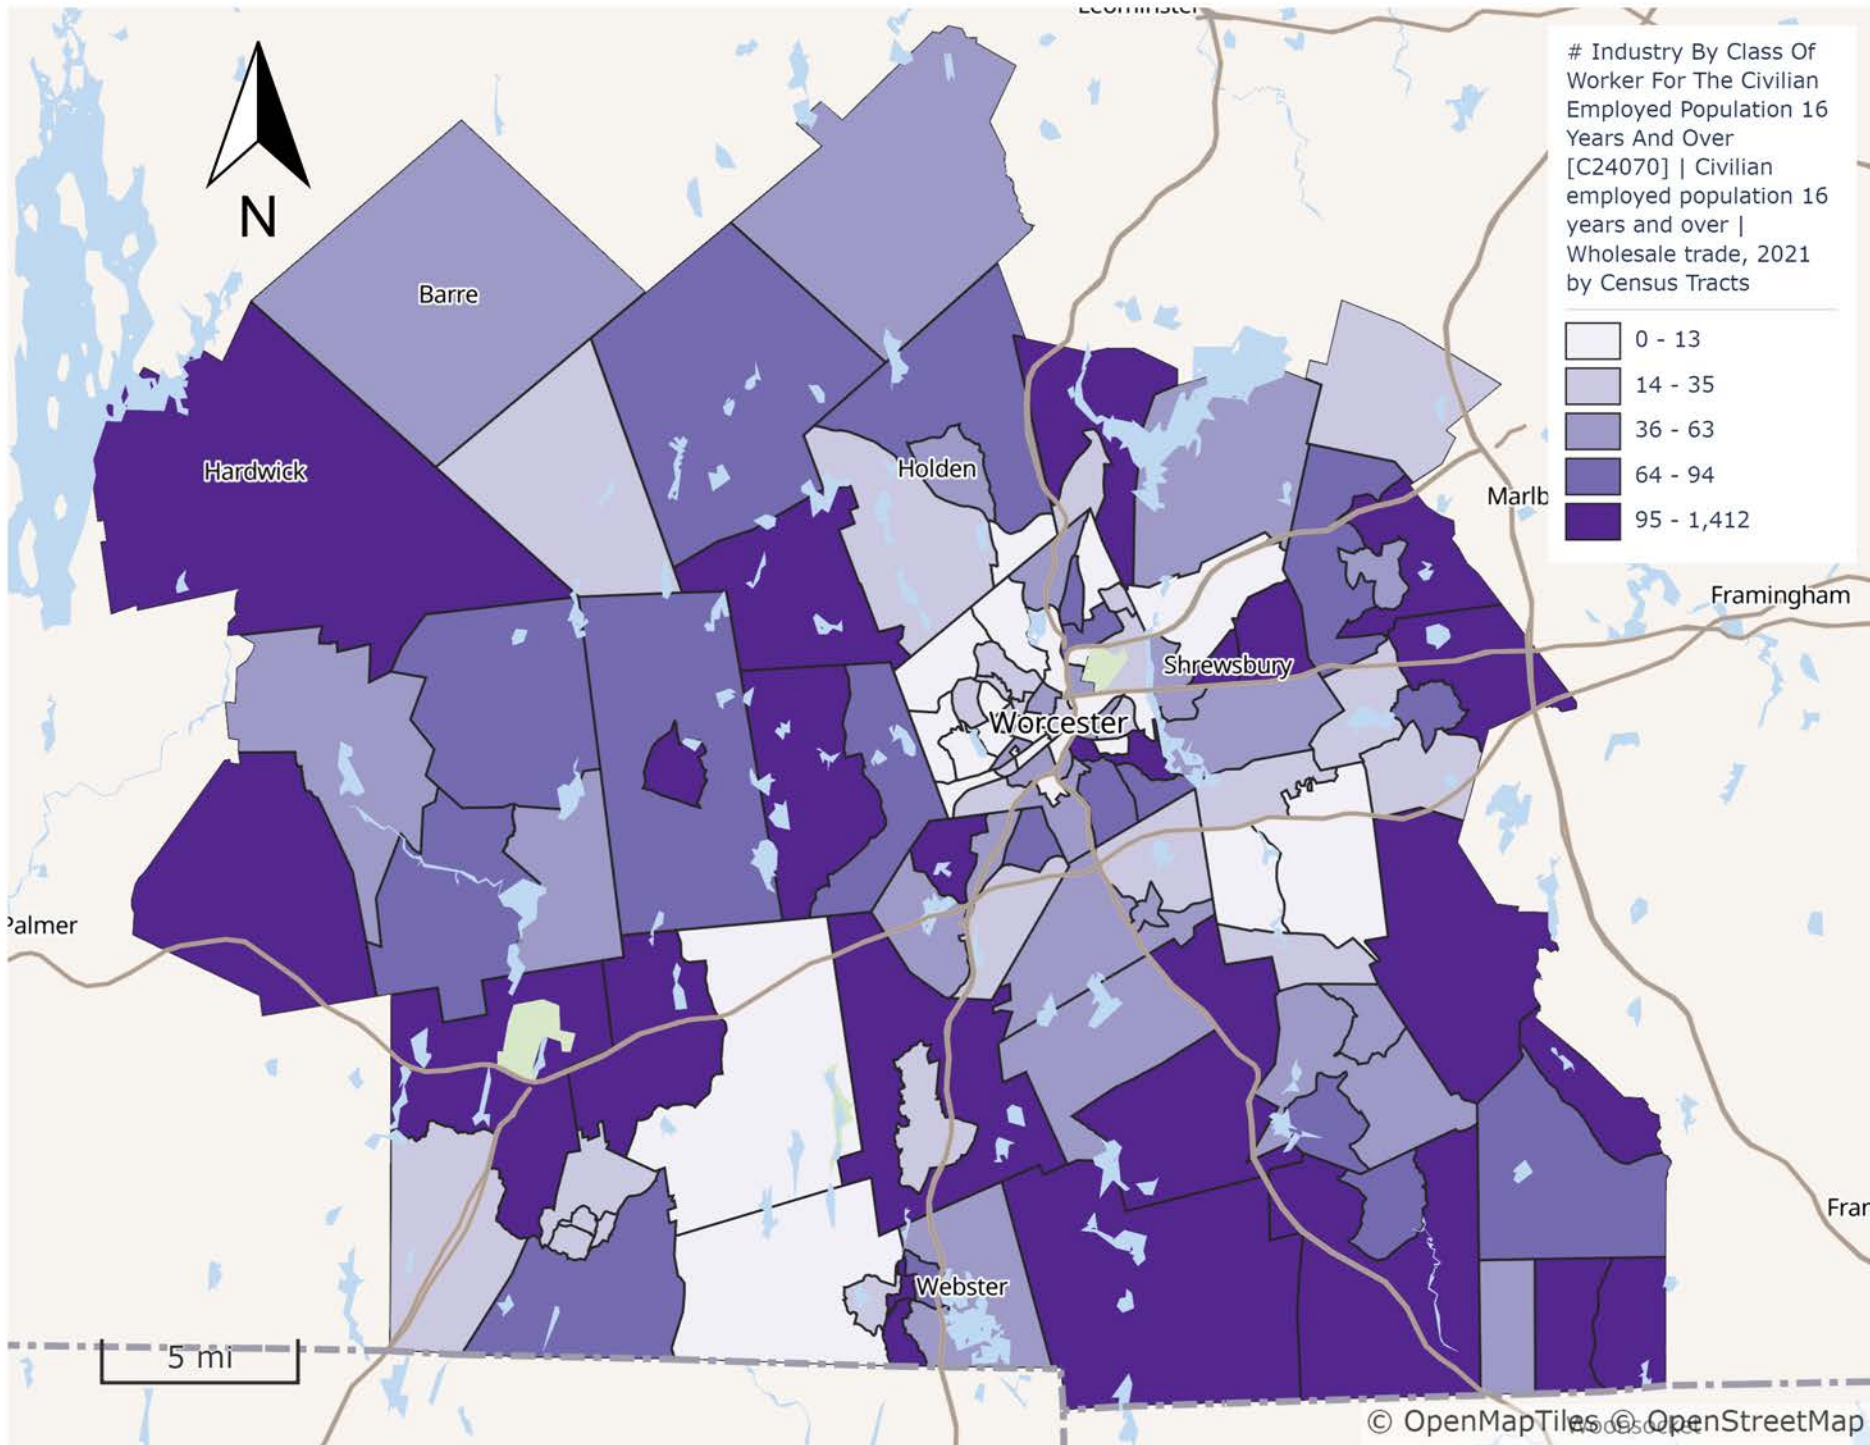 Leominster
N
# Industry By Class Of
Worker For The Civilian
Employed Population 16
Years And Over
[C24070] | Civilian
employed population 16
years and over |
Wholesale trade, 2021
by Census Tracts
0 - 13
14 - 35
36 - 63
64 - 94
95 - 1,412
Barre
Holden
Hardwick
Marlb
Framingham
Shrewsbury
Worcester
Palmer
Fran
Webster
5 mi
© OpenMapTiles © OpenStreetMap
Woonsocket